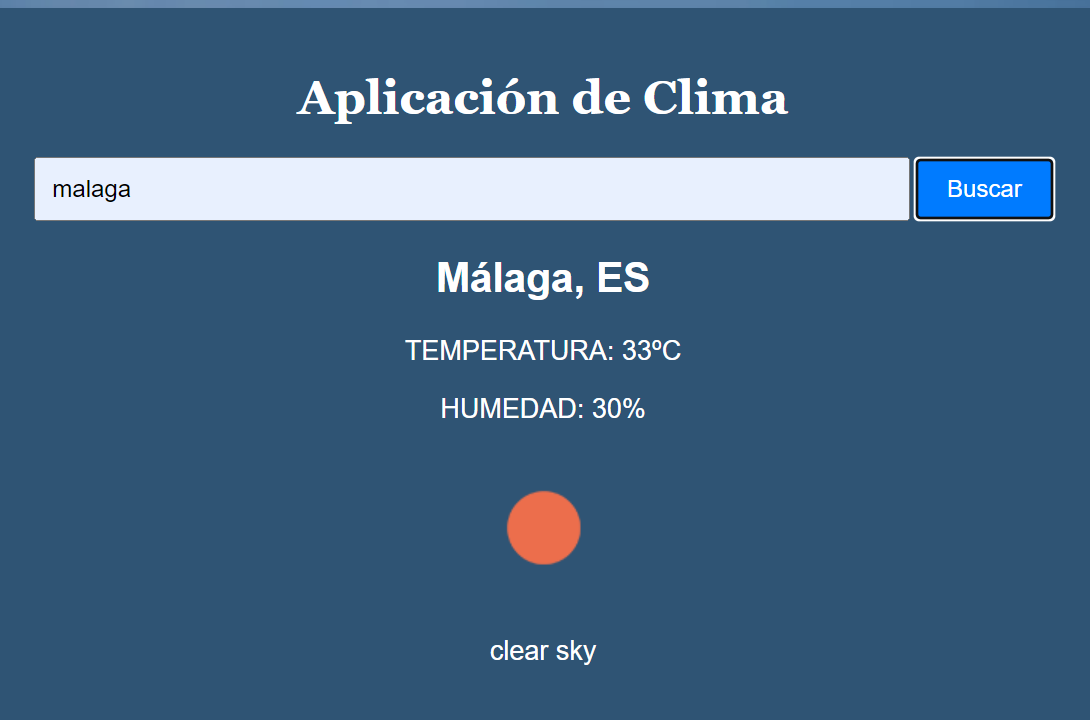 Aplicación de Clima
malaga
Buscar
Málaga, ES
TEMPERATURA: 33ºC
HUMEDAD: 30%
clear sky